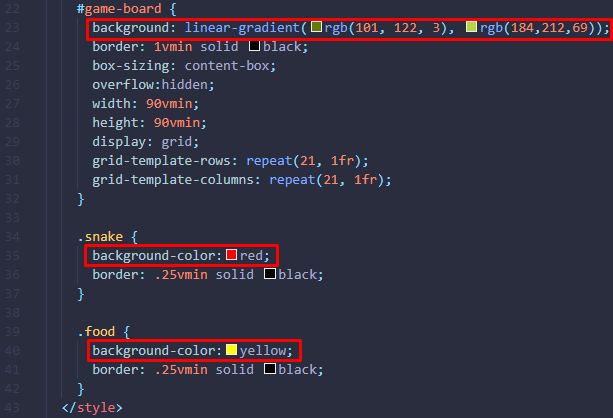 22 #game-board {
23 background: linear-gradient(rgb(101, 122, 3), rgb(184,212,69));
24 border: 1vmin solid black;
25 box-sizing: content-box;
26 overflow:hidden;
27 width: 90vmin;
28 height: 90vmin;
29 display: grid;
30 grid-template-rows: repeat(21, 1fr);
31 grid-template-columns: repeat(21, 1fr);
32 }
33
34 .snake {
35 background-color:red;
36 border: .25vmin solid black;
37 }
38
39 .food {
40 background-color:yellow;
41 border: .25vmin solid black;
42 }
43 </style>